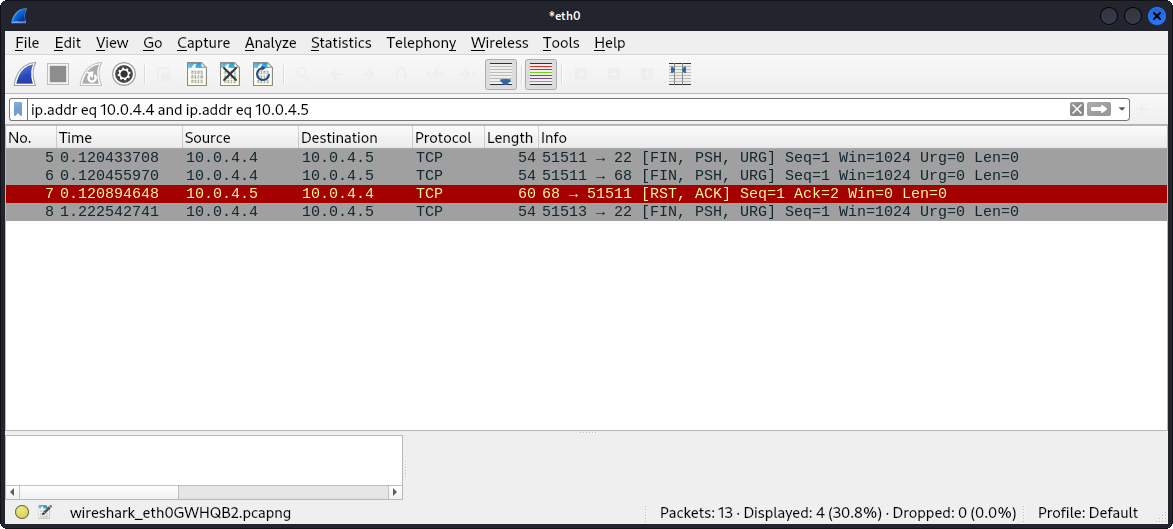 *eth0
File Edit View Go Capture Analyze Statistics Telephony Wireless Tools Help
ip.addr eq 10.0.4.4 and ip.addr eq 10.0.4.5
No. Time Source Destination Protocol Length Info
5 0.120433708 10.0.4.4 10.0.4.5 TCP 54 51511 → 22 [FIN, PSH, URG] Seq=1 Win=1024 Urg=0 Len=0
6 0.120455970 10.0.4.4 10.0.4.5 TCP 54 51511 → 68 [FIN, PSH, URG] Seq=1 Win=1024 Urg=0 Len=0
7 0.120894648 10.0.4.5 10.0.4.4 TCP 60 68 → 51511 [RST, ACK] Seq=1 Ack=2 Win=0 Len=0
8 1.222542741 10.0.4.4 10.0.4.5 TCP 54 51513 → 22 [FIN, PSH, URG] Seq=1 Win=1024 Urg=0 Len=0
wireshark_eth0GWHQB2.pcapng Packets: 13 · Displayed: 4 (30.8%) · Dropped: 0 (0.0%) Profile: Default